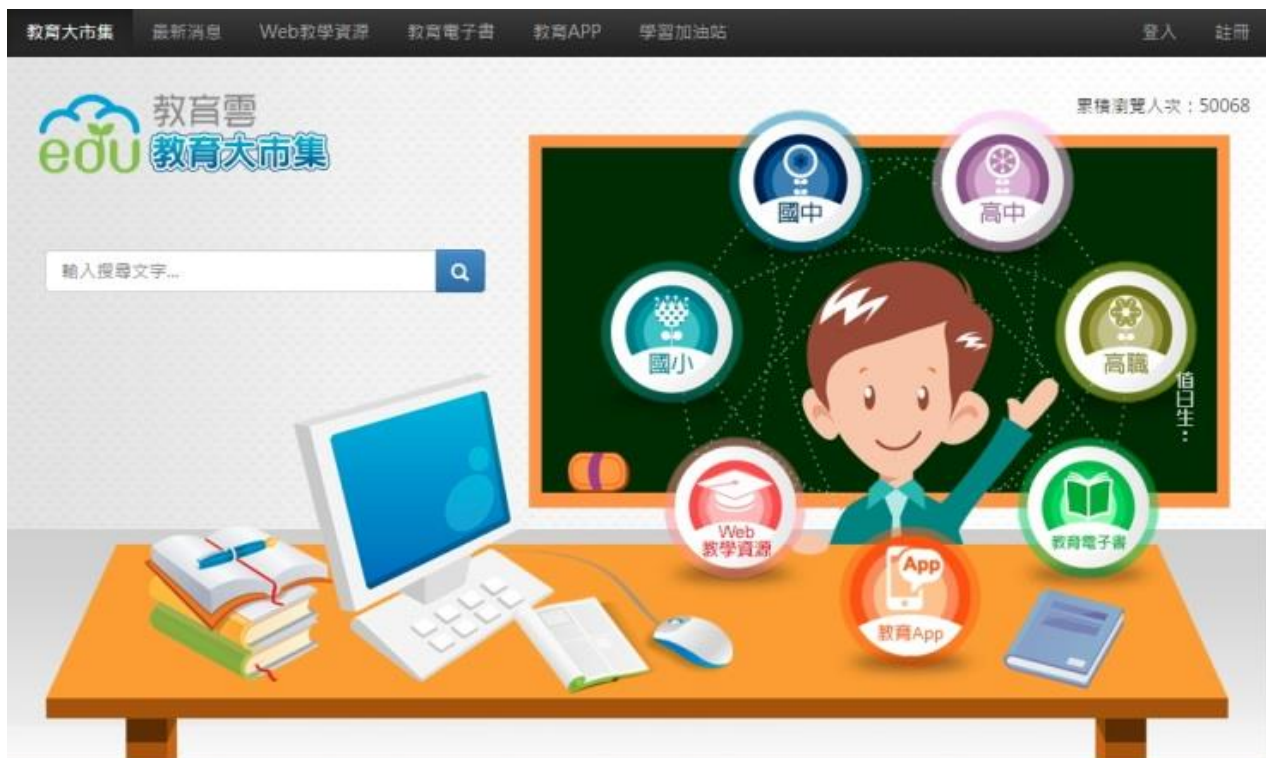 教育大市集 最新消息 Web教學資源 教育電子書 教育APP 學習加油站 登入 註冊
教育雲
edu 教育大市集
累積瀏覽人次：50068
輸入搜尋文字...
國中
高中
國小
高職
值日生：
Web
教學資源
教育電子書
App
教育App